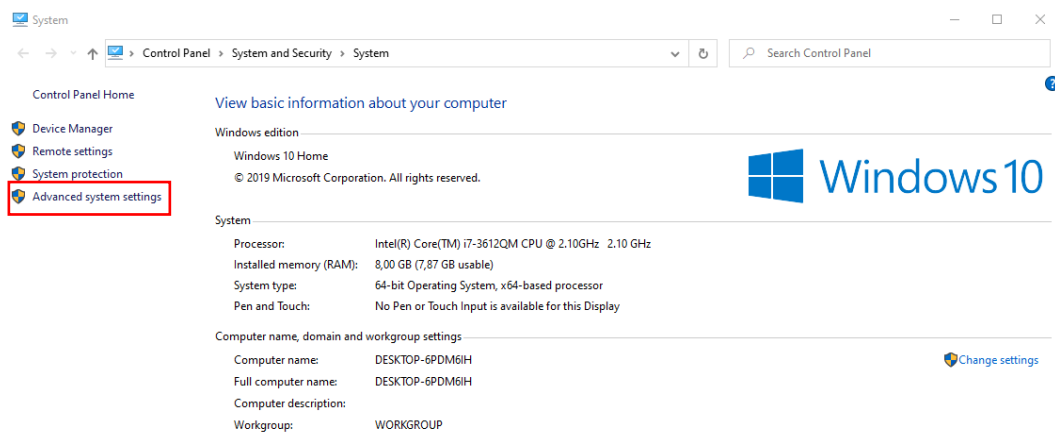 System
Control Panel › System and Security › System
Search Control Panel
Control Panel Home
Device Manager
Remote settings
System protection
Advanced system settings
View basic information about your computer
Windows edition
Windows 10 Home
© 2019 Microsoft Corporation. All rights reserved.
Windows 10
System
Processor: Intel(R) Core(TM) i7-3612QM CPU @ 2.10GHz 2.10 GHz
Installed memory (RAM): 8,00 GB (7,87 GB usable)
System type: 64-bit Operating System, x64-based processor
Pen and Touch: No Pen or Touch Input is available for this Display
Computer name, domain and workgroup settings
Computer name: DESKTOP-6PDM6IH
Change settings
Full computer name: DESKTOP-6PDM6IH
Computer description:
Workgroup: WORKGROUP